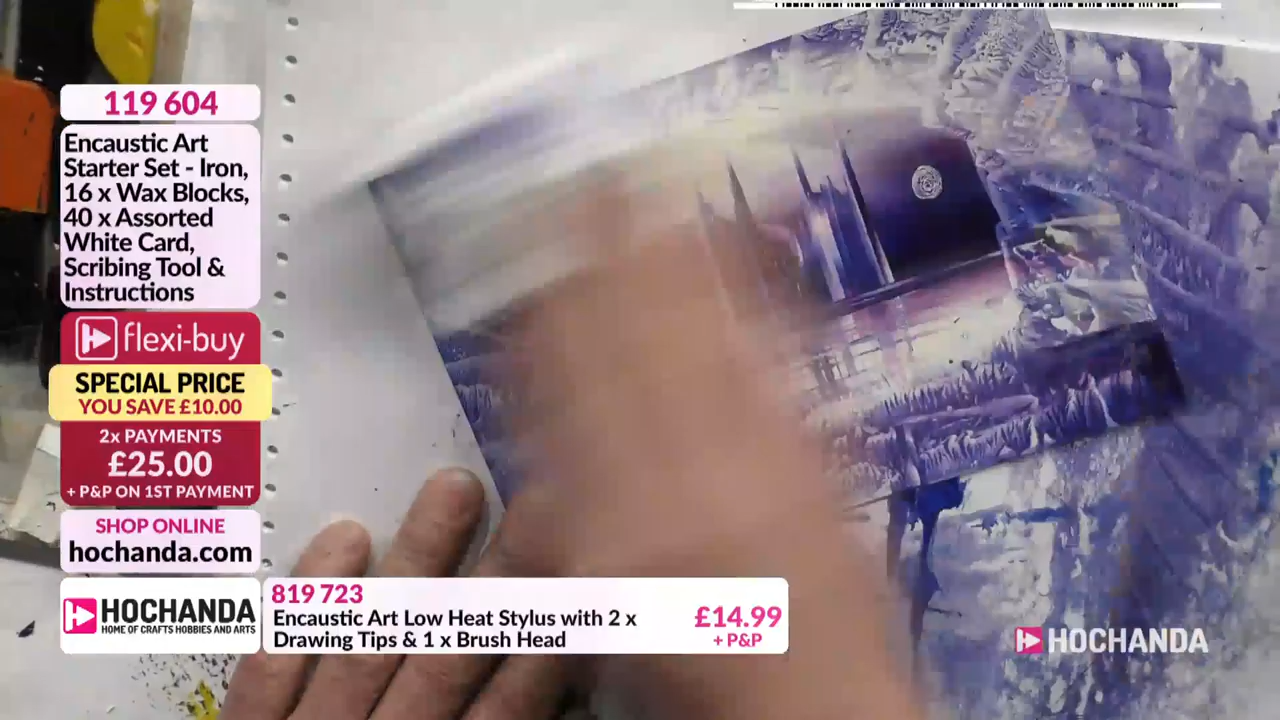 119 604
Encaustic Art
Starter Set - Iron,
16 x Wax Blocks,
40 x Assorted
White Card,
Scribing Tool &
Instructions
flexi-buy
SPECIAL PRICE
YOU SAVE £10.00
2x PAYMENTS
£25.00
+ P&P ON 1ST PAYMENT
SHOP ONLINE
hochanda.com
HOCHANDA
HOME OF CRAFTS HOBBIES AND ARTS
819 723
Encaustic Art Low Heat Stylus with 2 x
Drawing Tips & 1 x Brush Head
£14.99
+ P&P
HOCHANDA